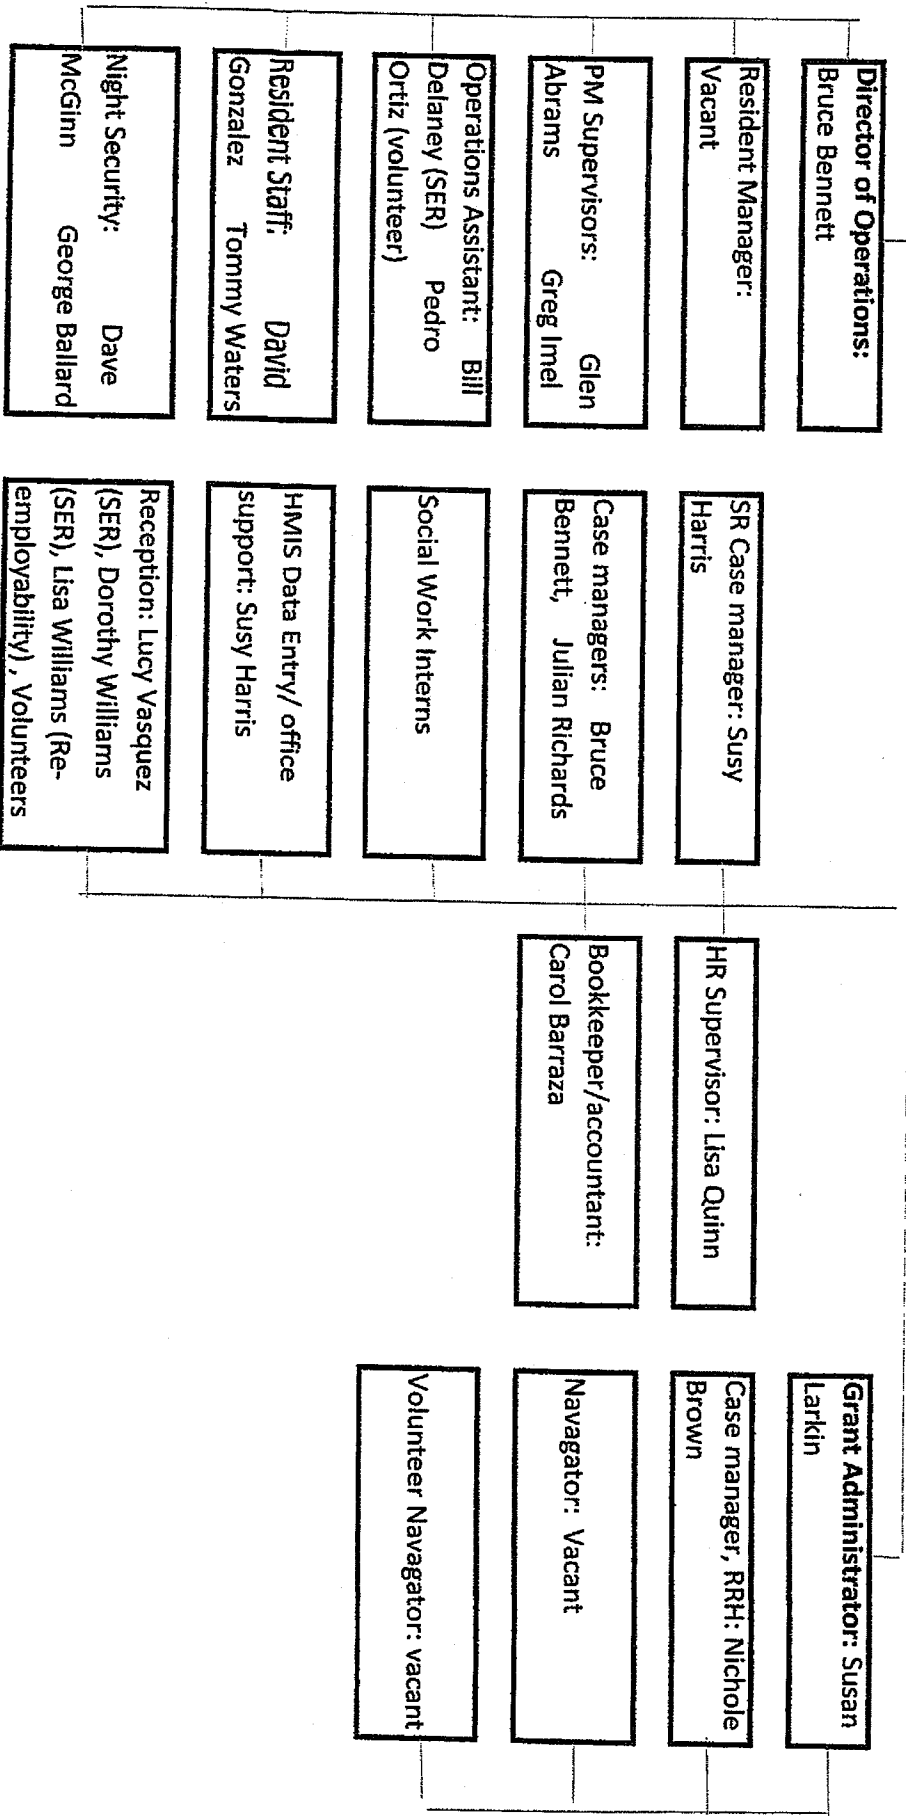 Director of Operations:
Bruce Bennett
Resident Manager:
Vacant
PM Supervisors: Glen
Abrams Greg Imel
Operations Assistant: Bill
Delaney (SER) Pedro
Ortiz (volunteer)
Resident Staff: David
Gonzalez Tommy Waters
Night Security: Dave
McGinn George Ballard
SR Case manager: Susy
Harris
Case managers: Bruce
Bennett, Julian Richards
Social Work Interns
HMIS Data Entry/ office
support: Susy Harris
Reception: Lucy Vasquez
(SER), Dorothy Williams
(SER), Lisa Williams (Re-
employability) , Volunteers
HR Supervisor: Lisa Quinn
Bookkeeper/accountant:
Carol Barraza
Grant Administrator: Susan
Larkin
Case manager, RRH: Nichole
Brown
Navagator: Vacant
Volunteer Navagator: vacant